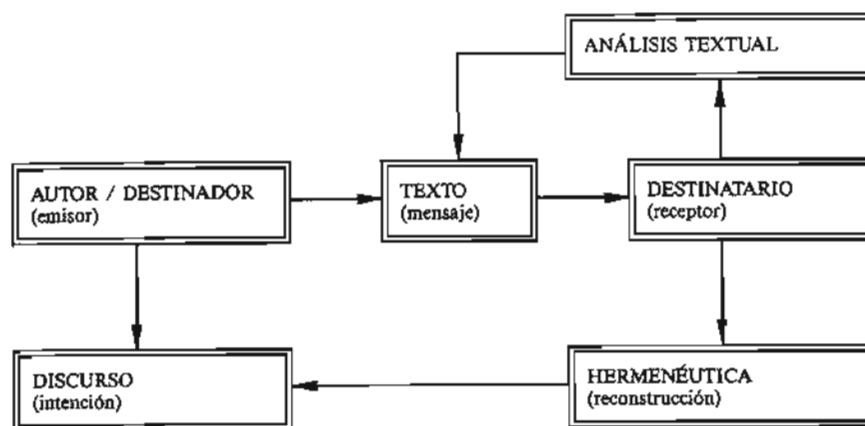 ANÁLISIS TEXTUAL
AUTOR / DESTINADOR
(emisor)
TEXTO
(mensaje)
DESTINATARIO
(receptor)
DISCURSO
(intención)
HERMENÉUTICA
(reconstrucción)